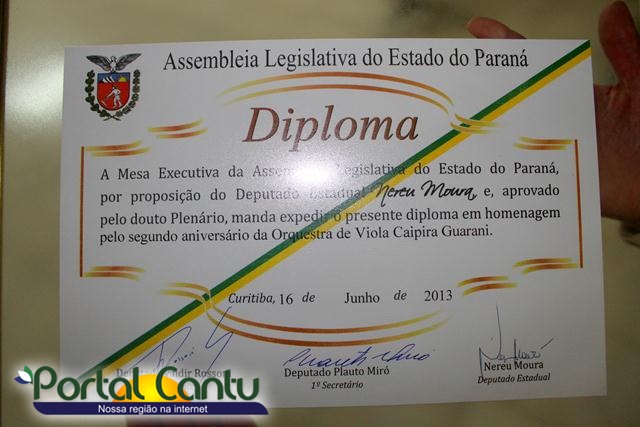 Assembleia Legislativa do Estado do Paraná
Diploma
A Mesa Executiva da Assembleia Legislativa do Estado do Paraná,
por proposição do Deputado Estadual Nereu Moura, e, aprovado
pelo douto Plenário, manda expedir o presente diploma em homenagem
pelo segundo aniversário da Orquestra de Viola Caipira Guarani.
Curitiba, 16 de Junho de 2013
Deputado Plauto Miró
1º Secretário
Nereu Moura
Deputado Estadual
Portal Cantu
Nossa região na internet